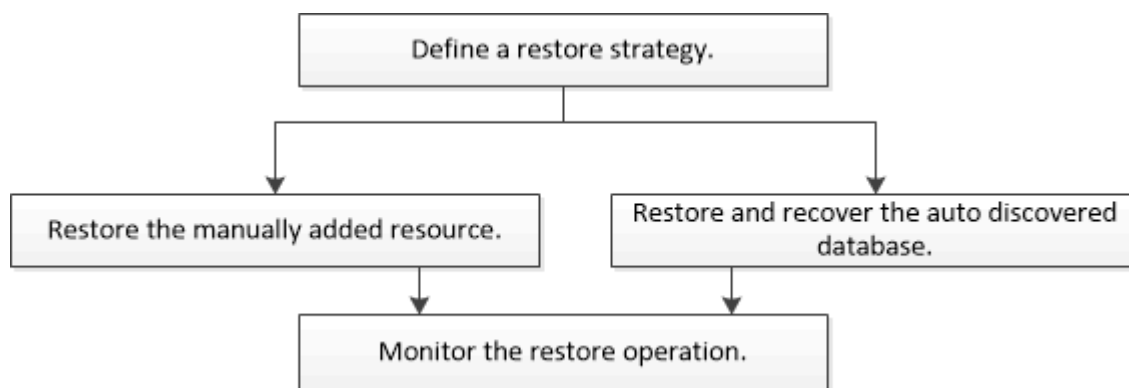 Define a restore strategy.
Restore the manually added resource.
Restore and recover the auto discovered
database.
Monitor the restore operation.